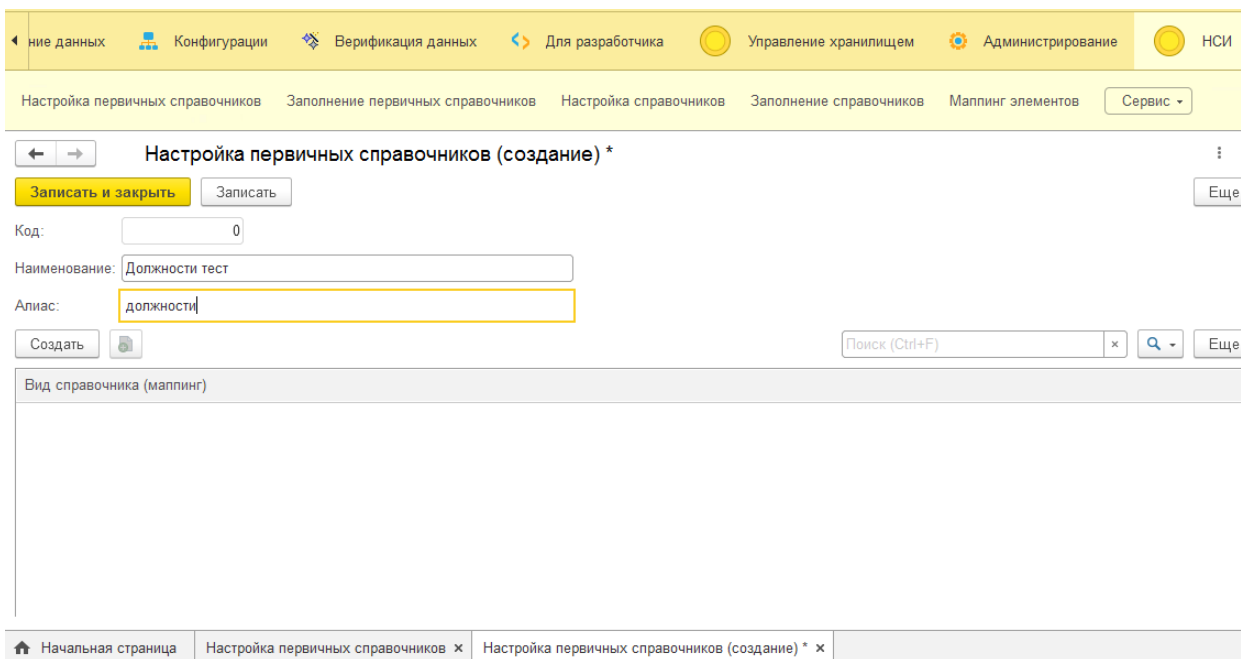 ние данных Конфигурации Верификация данных Для разработчика Управление хранилищем Администрирование НСИ
Настройка первичных справочников Заполнение первичных справочников Настройка справочников Заполнение справочников Маппинг элементов Сервис
Настройка первичных справочников (создание) *
Записать и закрыть Записать Еще
Код: 0
Наименование: Должности тест
Алиас: должности
Создать Поиск (Ctrl+F) × Еще
Вид справочника (маппинг)
Начальная страница Настройка первичных справочников × Настройка первичных справочников (создание) * ×